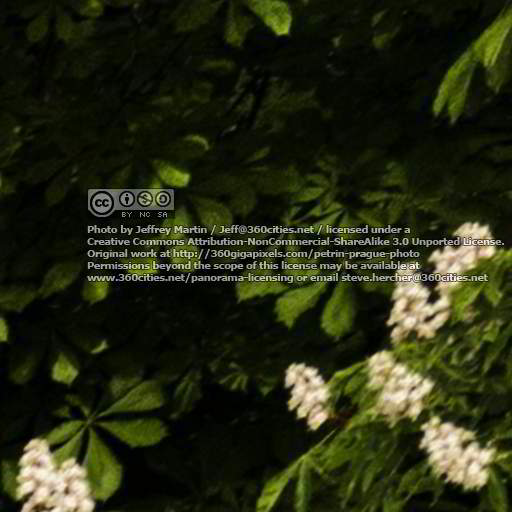 cc
BY NC SA
Photo by Jeffrey Martin / Jeff@360cities.net / licensed under a
Creative Commons Attribution-NonCommercial-ShareAlike 3.0 Unported License.
Original work at http://360gigapixels.com/petrin-prague-photo
Permissions beyond the scope of this license may be available at
www.360cities.net/panorama-licensing or email steve.hercher@360cities.net